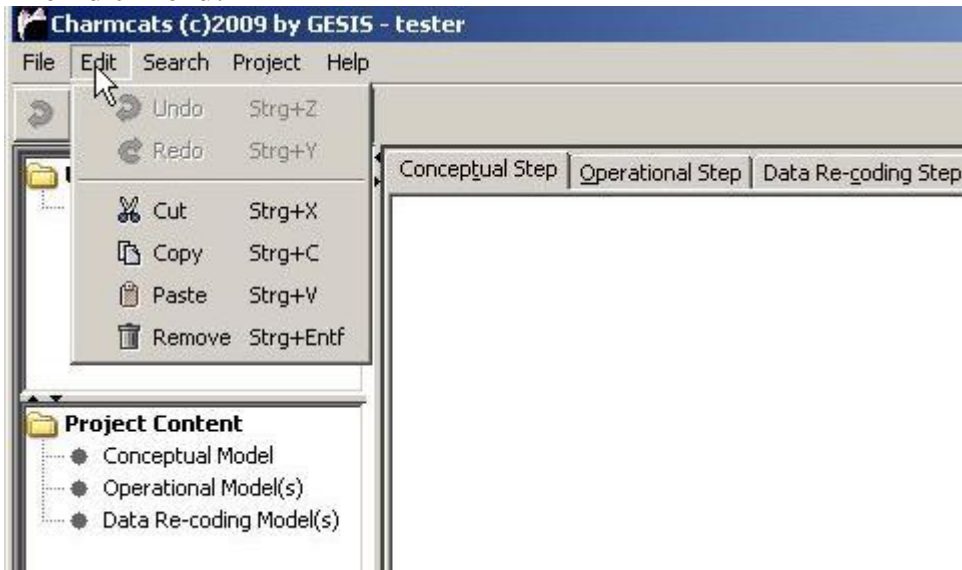 Charmcats (c)2009 by GESIS - tester
File Edit Search Project Help
Undo Strg+Z
Redo Strg+Y
Cut Strg+X
Copy Strg+C
Paste Strg+V
Remove Strg+Entf
Conceptual Step Operational Step Data Re-coding Step
Project Content
Conceptual Model
Operational Model(s)
Data Re-coding Model(s)